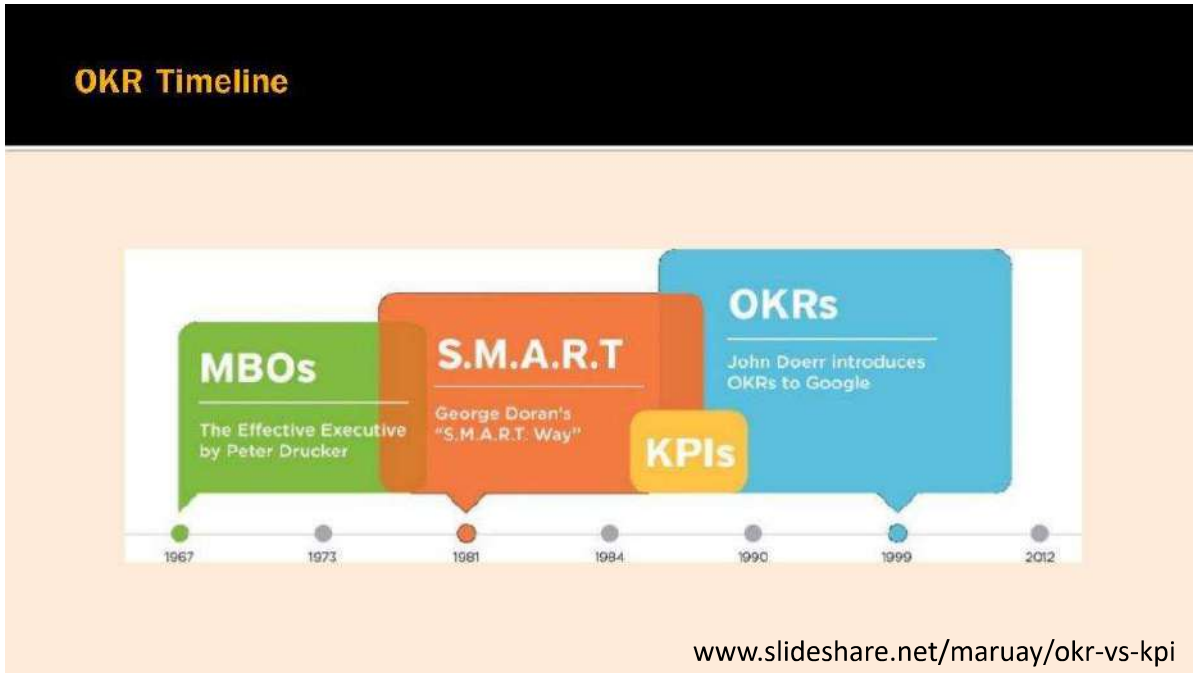 OKR Timeline
MBOs
The Effective Executive
by Peter Drucker
S.M.A.R.T
George Doran's
"S.M.A.R.T. Way"
KPIs
OKRs
John Doerr introduces
OKRs to Google
1967 1973 1981 1984 1990 1999 2012
www.slideshare.net/maruay/okr-vs-kpi